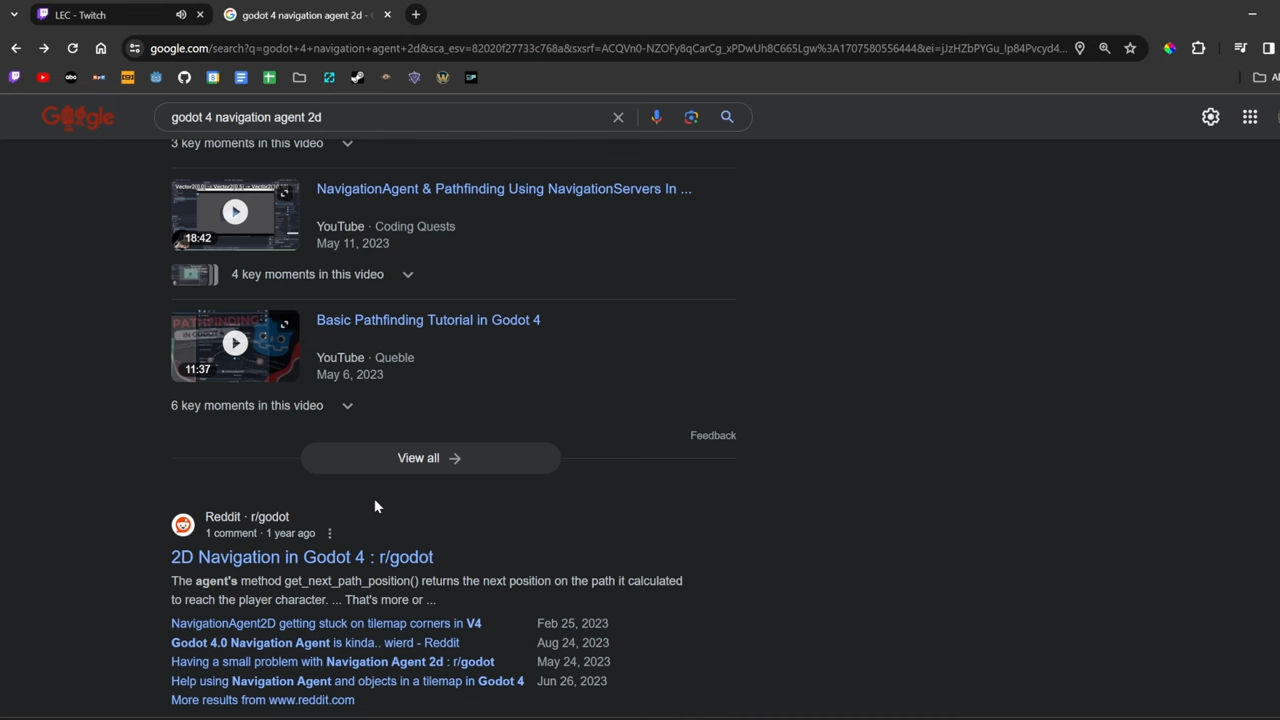 LEC - Twitch
godot 4 navigation agent 2d -
google.com/search?q=godot+4+navigation+agent+2d&sca_esv=82020f27733c768a&sxsrf=ACQVn0-NZOFy8qCarCg_xPDwUh8C665Lgw%3A1707580556444&ei=jJzHZbPYGu_Ip84Pvcyd4...
Google
godot 4 navigation agent 2d
3 key moments in this video
NavigationAgent & Pathfinding Using NavigationServers In ...
YouTube · Coding Quests
May 11, 2023
18:42
4 key moments in this video
Basic Pathfinding Tutorial in Godot 4
YouTube · Queble
May 6, 2023
11:37
6 key moments in this video
Feedback
View all
Reddit · r/godot
1 comment · 1 year ago
2D Navigation in Godot 4 : r/godot
The agent's method get_next_path_position() returns the next position on the path it calculated
to reach the player character. ... That's more or ...
NavigationAgent2D getting stuck on tilemap corners in V4 Feb 25, 2023
Godot 4.0 Navigation Agent is kinda.. wierd - Reddit Aug 24, 2023
Having a small problem with Navigation Agent 2d : r/godot May 24, 2023
Help using Navigation Agent and objects in a tilemap in Godot 4 Jun 26, 2023
More results from www.reddit.com